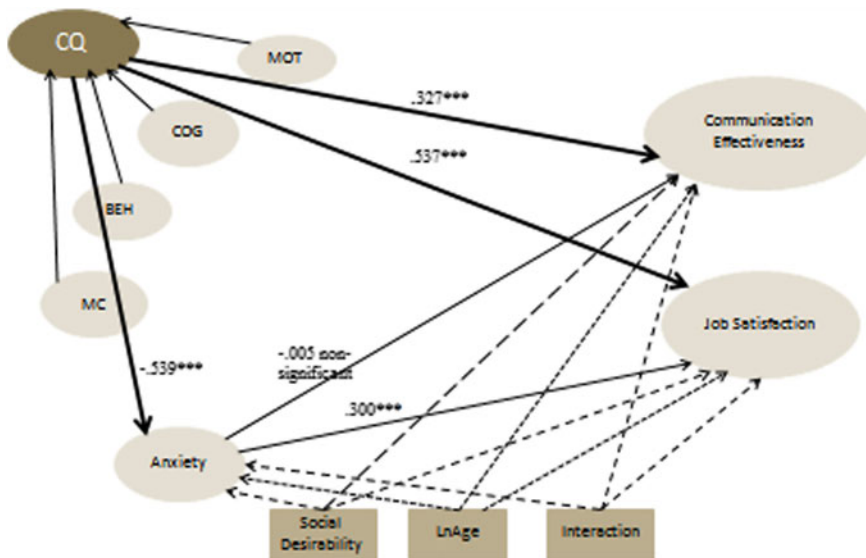 CQ
MOT
.327***
Communication
Effectiveness
COG
.537***
BEH
MC
Job Satisfaction
-.005 non-
significant
-.539***
.300***
Anxiety
Social
Desirability
LnAge
Interaction